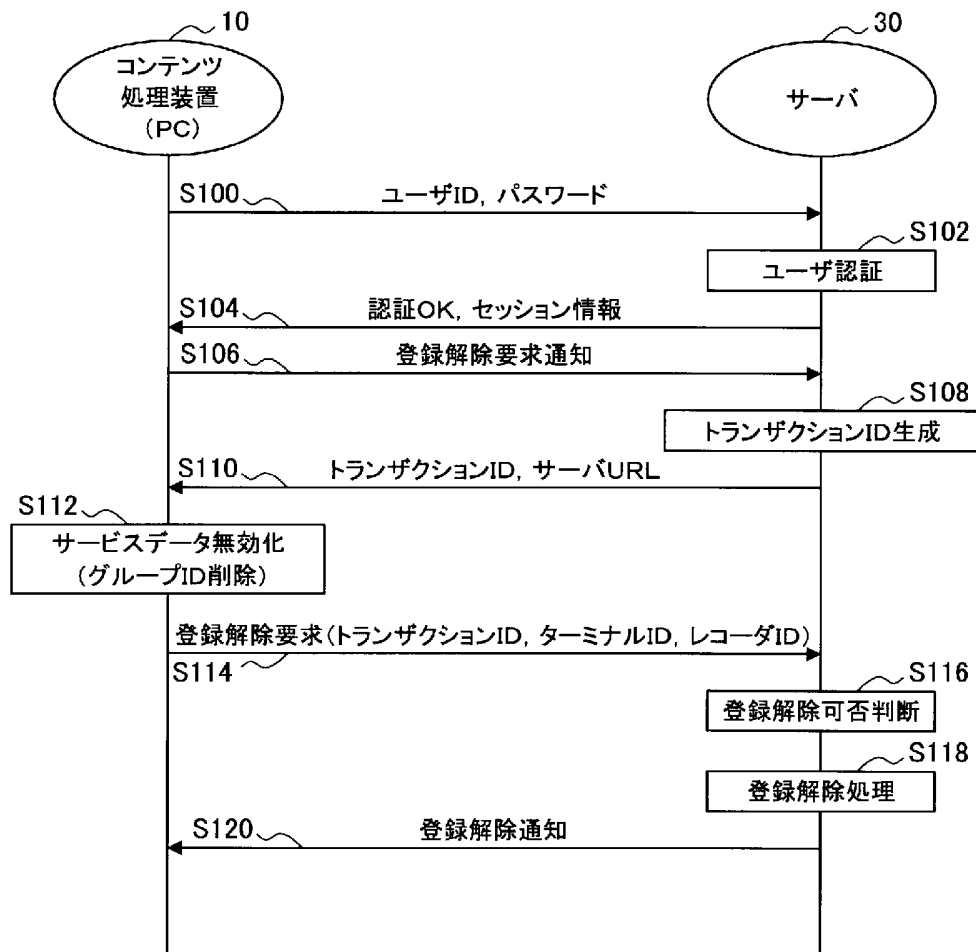 10
コンテンツ
処理装置
(PC)
30
サーバ
S100
ユーザID, パスワード
S102
ユーザ認証
S104
認証OK, セッション情報
S106
登録解除要求通知
S108
トランザクションID生成
S110
トランザクションID, サーバURL
S112
サービスデータ無効化
(グループID削除)
登録解除要求(トランザクションID, ターミナルID, レコーダID)
S114
S116
登録解除可否判断
S118
登録解除処理
S120
登録解除通知